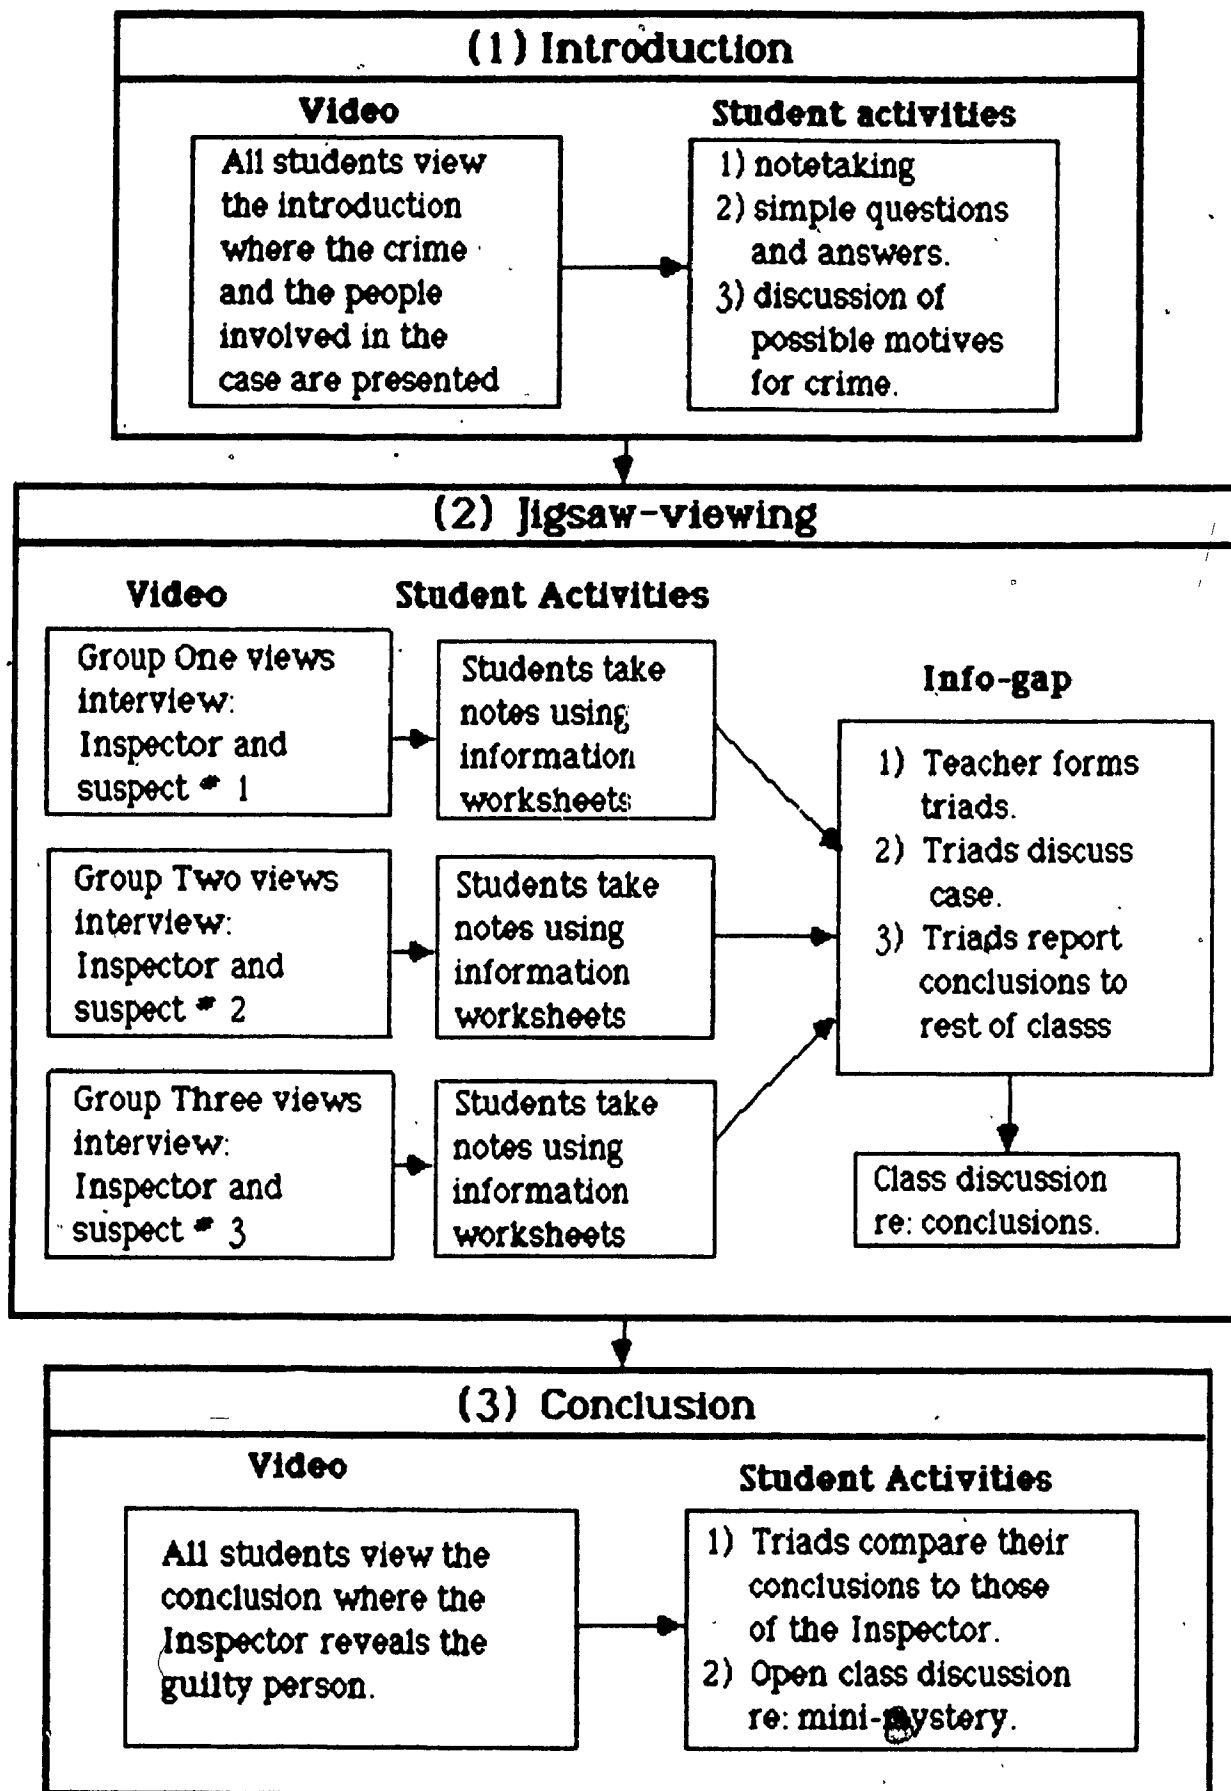 (1) Introduction
Video
All students view
the introduction
where the crime
and the people
involved in the
case are presented
Student activities
1) notetaking
2) simple questions
and answers.
3) discussion of
possible motives
for crime.
(2) Jigsaw-viewing
Video
Student Activities
Group One views
interview:
Inspector and
suspect # 1
Students take
notes using
information
worksheets
Group Two views
interview:
Inspector and
suspect # 2
Students take
notes using
information
worksheets
Group Three views
interview:
Inspector and
suspect # 3
Students take
notes using
information
worksheets
Info-gap
1) Teacher forms
triads.
2) Triads discuss
case.
3) Triads report
conclusions to
rest of classs
Class discussion
re: conclusions.
(3) Conclusion
Video
All students view the
conclusion where the
Inspector reveals the
guilty person.
Student Activities
1) Triads compare their
conclusions to those
of the Inspector.
2) Open class discussion
re: mini-mystery.